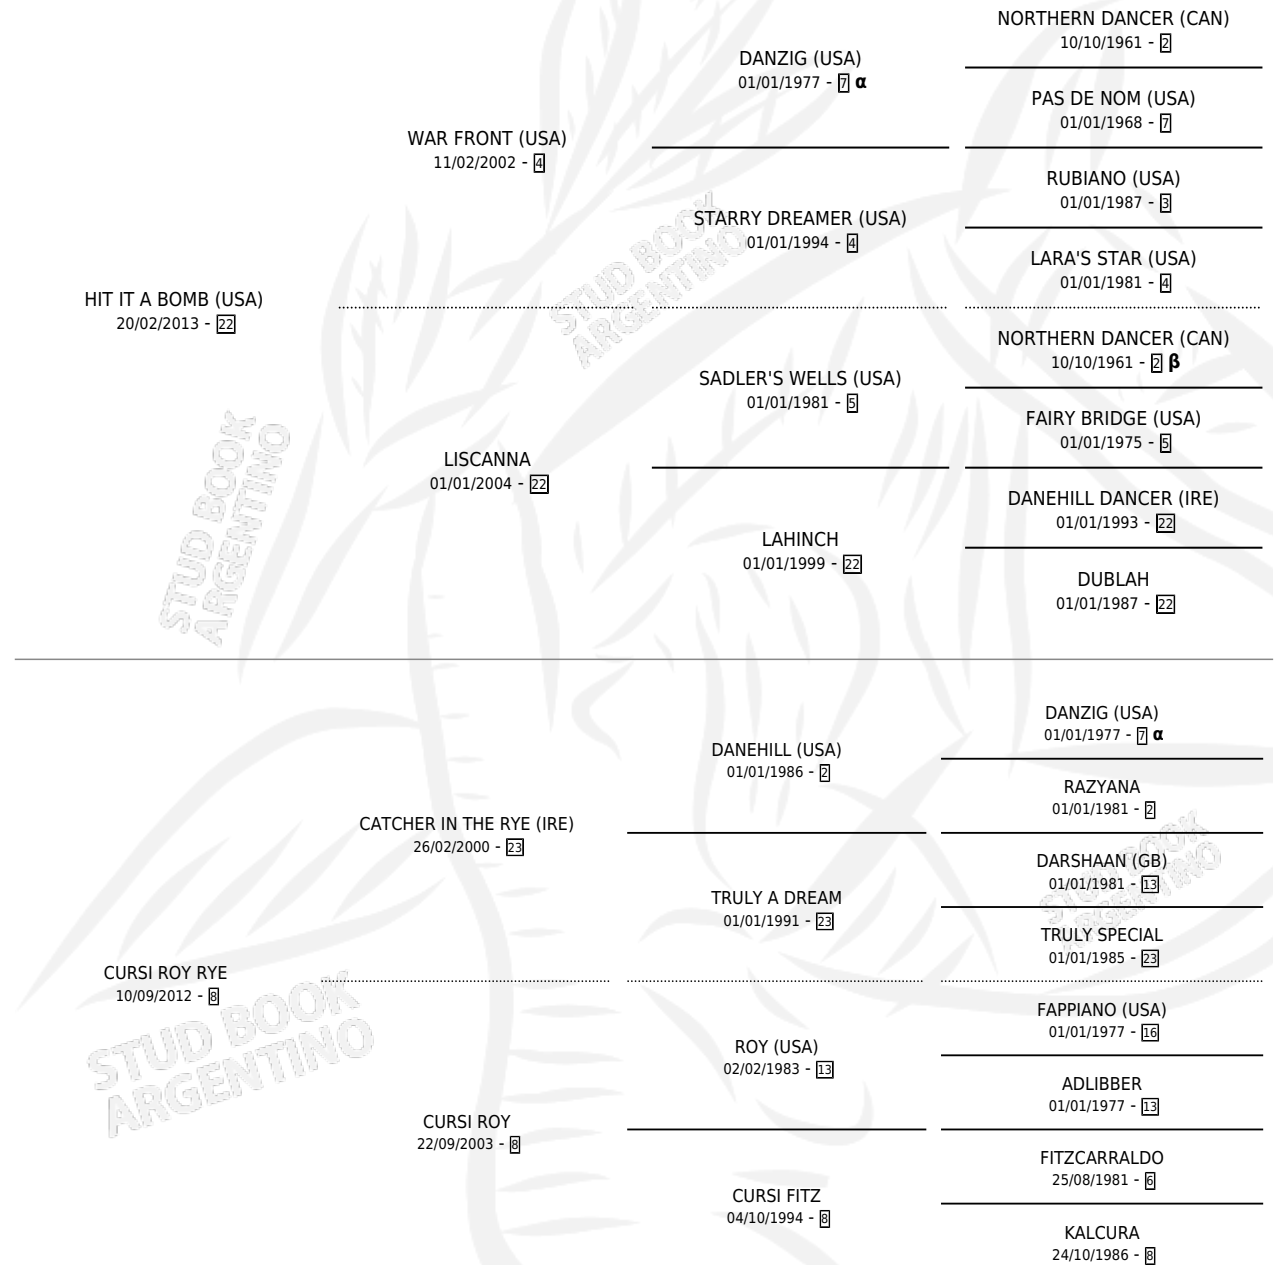 NORTHERN DANCER (CAN)
10/10/1961 - 2
DANZIG (USA)
01/01/1977 - 7 α
PAS DE NOM (USA)
01/01/1968 - 7
WAR FRONT (USA)
11/02/2002 - 4
RUBIANO (USA)
01/01/1987 - 3
STARRY DREAMER (USA)
01/01/1994 - 4
LARA'S STAR (USA)
01/01/1981 - 4
HIT IT A BOMB (USA)
20/02/2013 - 22
NORTHERN DANCER (CAN)
10/10/1961 - 2 β
SADLER'S WELLS (USA)
01/01/1981 - 5
FAIRY BRIDGE (USA)
01/01/1975 - 5
LISCANNA
01/01/2004 - 22
DANEHILL DANCER (IRE)
01/01/1993 - 22
LAHINCH
01/01/1999 - 22
DUBLAH
01/01/1987 - 22
DANZIG (USA)
01/01/1977 - 7 α
DANEHILL (USA)
01/01/1986 - 2
RAZYANA
01/01/1981 - 2
CATCHER IN THE RYE (IRE)
26/02/2000 - 23
DARSHAAN (GB)
01/01/1981 - 13
TRULY A DREAM
01/01/1991 - 23
TRULY SPECIAL
01/01/1985 - 23
CURSI ROY RYE
10/09/2012 - 8
FAPPIANO (USA)
01/01/1977 - 16
ROY (USA)
02/02/1983 - 13
ADLIBBER
01/01/1977 - 13
CURSI ROY
22/09/2003 - 8
FITZCARRALDO
25/08/1981 - 6
CURSI FITZ
04/10/1994 - 8
KALCURA
24/10/1986 - 8
STUD BOOK
ARGENTINO
STUD BOOK
ARGENTINO
STUD BOOK
ARGENTINO
STUD BOOK
ARGENTINO